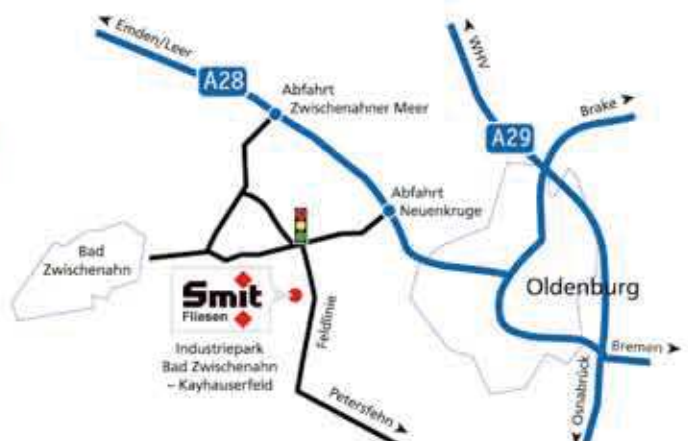 Emden/Leer
A28
Abfahrt
Zwischenahner Meer
WHV
Brake
A29
Abfahrt
Neuenkruge
Bad
Zwischenahn
Smit
Fliesen
Oldenburg
Feldlinie
Industriepark
Bad Zwischenahn
– Kayhauserfeld
Bremen
Osnabrück
Petersfehn